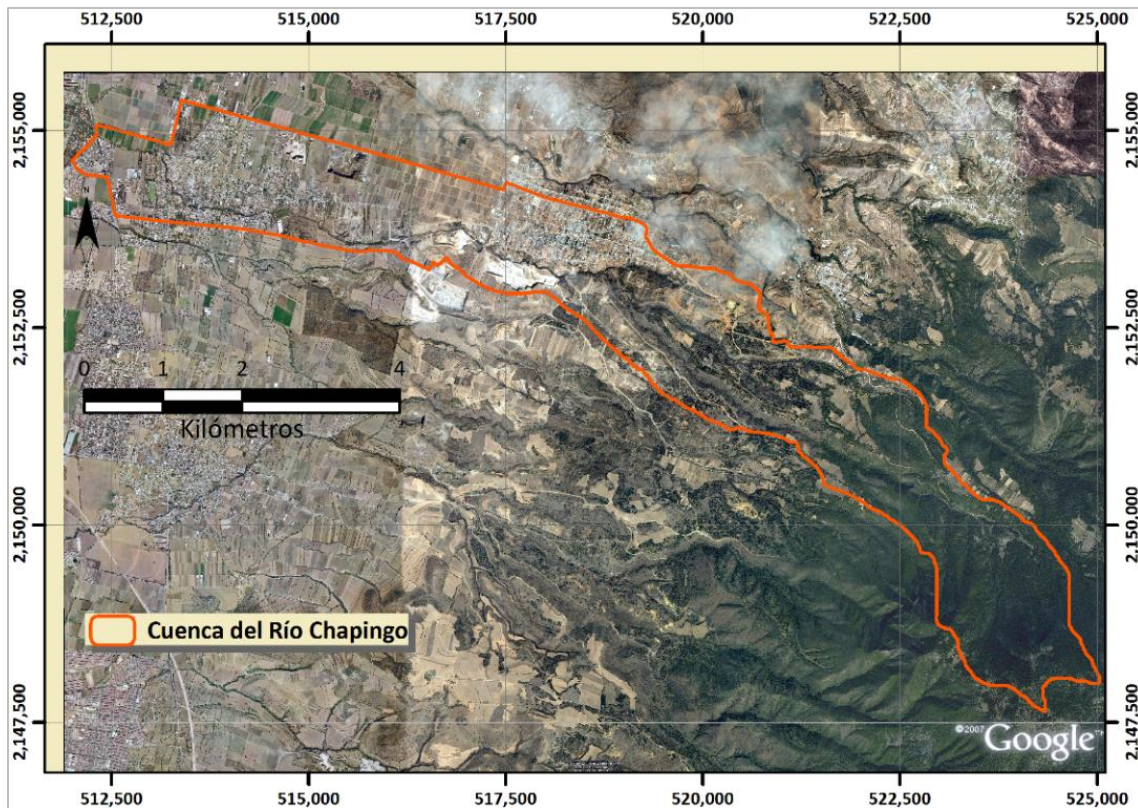 512,500 515,000 517,500 520,000 522,500 525,000
2,155,000 2,155,000
N
2,152,500 2,152,500
0 1 2 4
Kilómetros
2,150,000 2,150,000
Cuenca del Río Chapingo
2,147,500 2,147,500
©2007 Google™
512,500 515,000 517,500 520,000 522,500 525,000